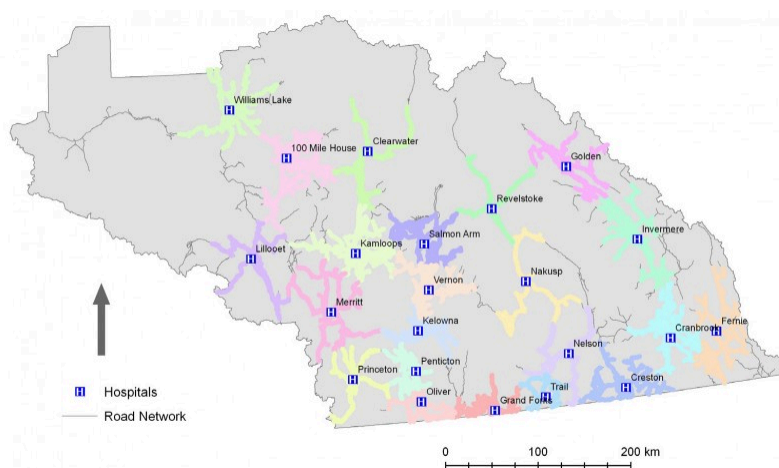 Williams Lake
100 Mile House
Clearwater
Golden
Revelstoke
Lillooet
Kamloops
Salmon Arm
Invermere
Vernon
Nakusp
Merritt
Kelowna
Cranbrook
Fernie
Nelson
Princeton
Penticton
Creston
Oliver
Grand Forks
Trail
H Hospitals
Road Network
0 100 200 km